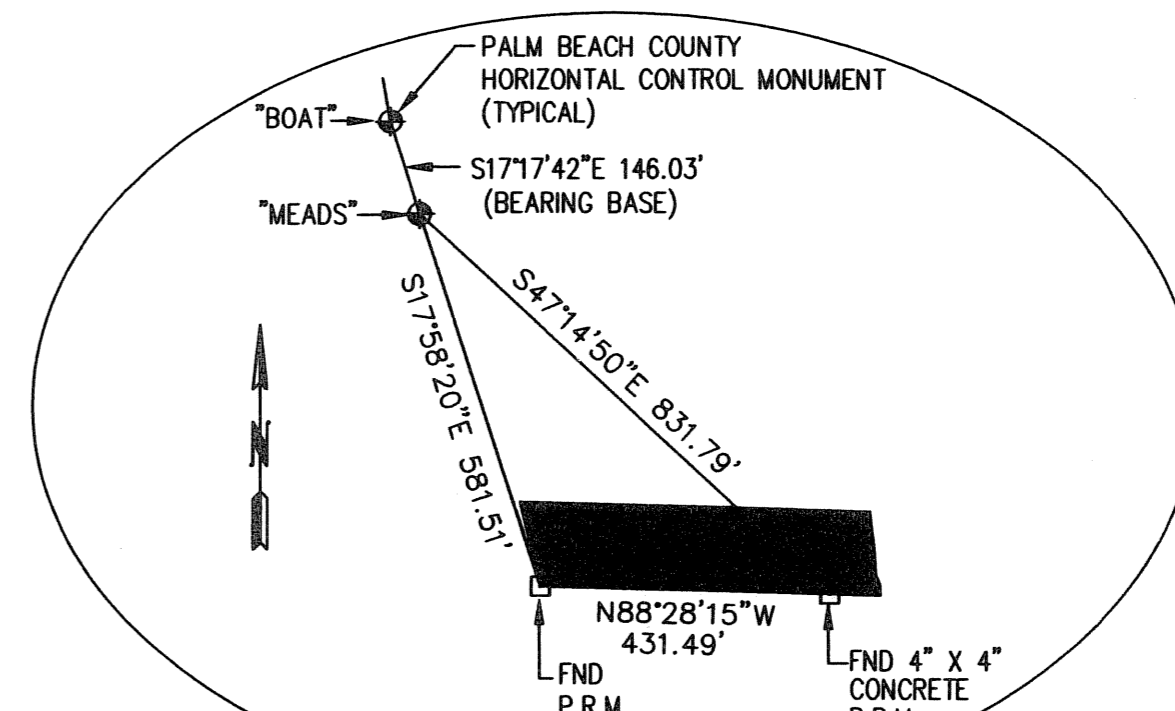 PALM BEACH COUNTY
HORIZONTAL CONTROL MONUMENT
(TYPICAL)
"BOAT"
S17°17'42"E 146.03'
(BEARING BASE)
"MEADS"
S47°14'50"E 831.79'
S17°58'20"E 581.51'
N
N88°28'15"W
431.49'
FND
P.R.M.
FND 4" X 4"
CONCRETE
P.R.M.